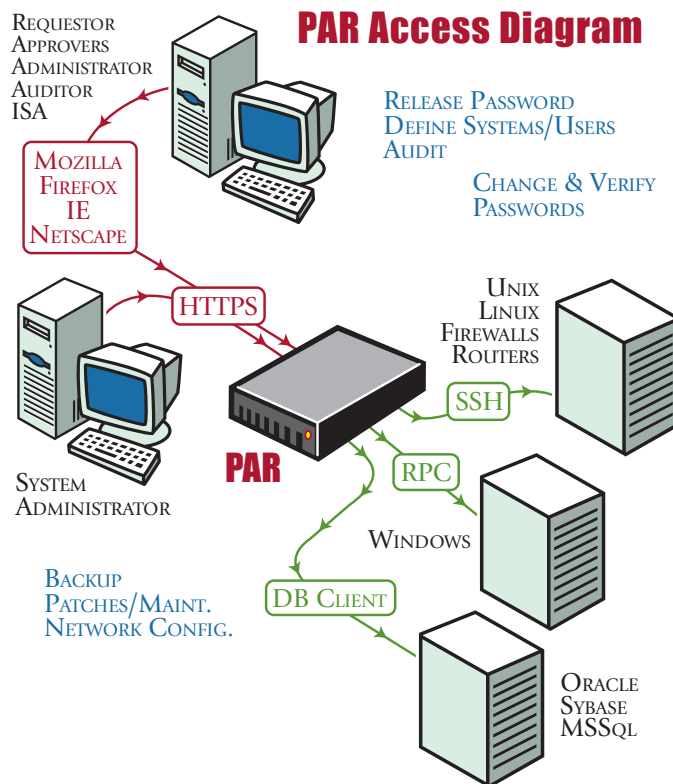 PAR Access Diagram
Requestor
Approvers
Administrator
Auditor
ISA
Release Password
Define Systems/Users
Audit
Change & Verify
Passwords
Mozilla
Firefox
IE
Netscape
HTTPS
Unix
Linux
Firewalls
Routers
SSH
PAR
RPC
System
Administrator
Windows
Backup
Patches/Maint.
Network Config.
DB Client
Oracle
Sybase
MSSql